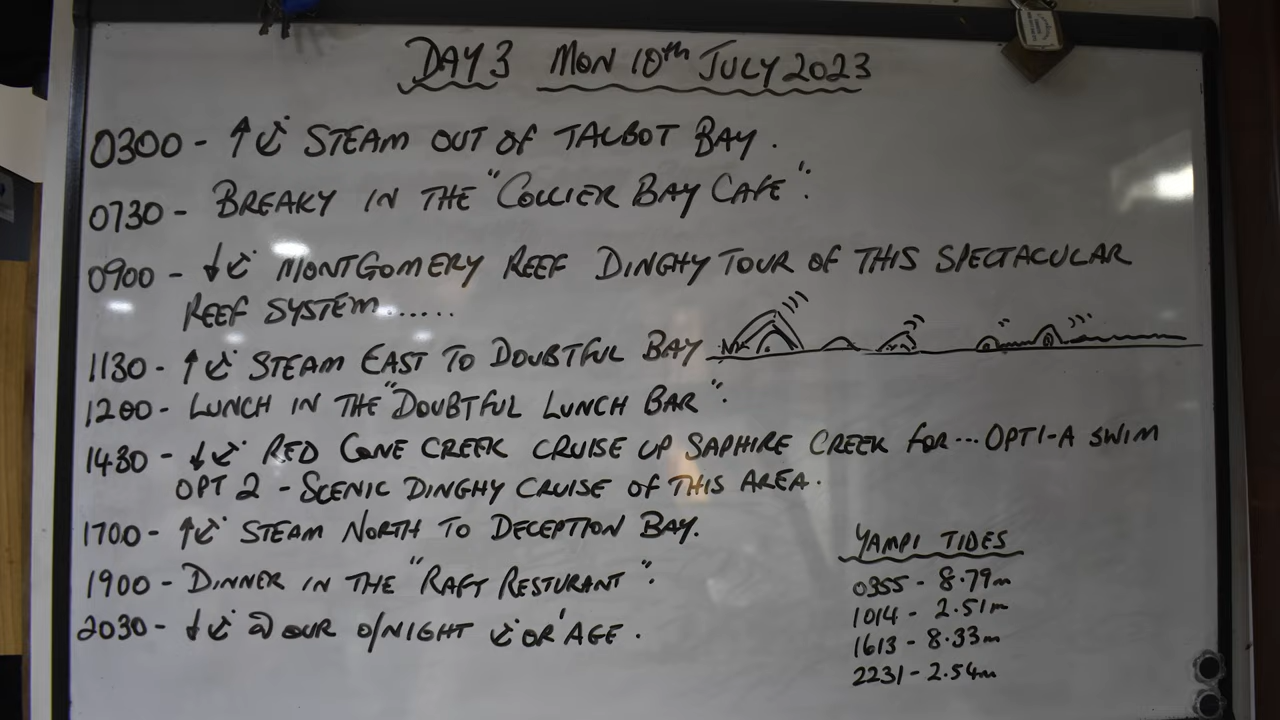 DAY 3 MON 10th JULY 2023
0300 - ↑ STEAM OUT OF TALBOT BAY.
0730 - BREAKY IN THE "COLLIER BAY CAFE".
0900 - ↓ MONTGOMERY REEF DINGHY TOUR OF THIS SPECTACULAR
REEF SYSTEM......
1130 - ↑ STEAM EAST TO DOUBTFUL BAY
1200 - LUNCH IN THE "DOUBTFUL LUNCH BAR".
1430 - ↓ RED CONE CREEK CRUISE UP SAPHIRE CREEK FOR... OPT1-A SWIM
OPT 2 - SCENIC DINGHY CRUISE OF THIS AREA.
1700 - ↑ STEAM NORTH TO DECEPTION BAY.
1900 - DINNER IN THE "RAFT RESTURANT".
2030 - ↓ @ OUR O/NIGHT ⚓'OR'AGE.
YAMPI TIDES
0355 - 8.79m
1014 - 2.51m
1613 - 8.33m
2231 - 2.54m